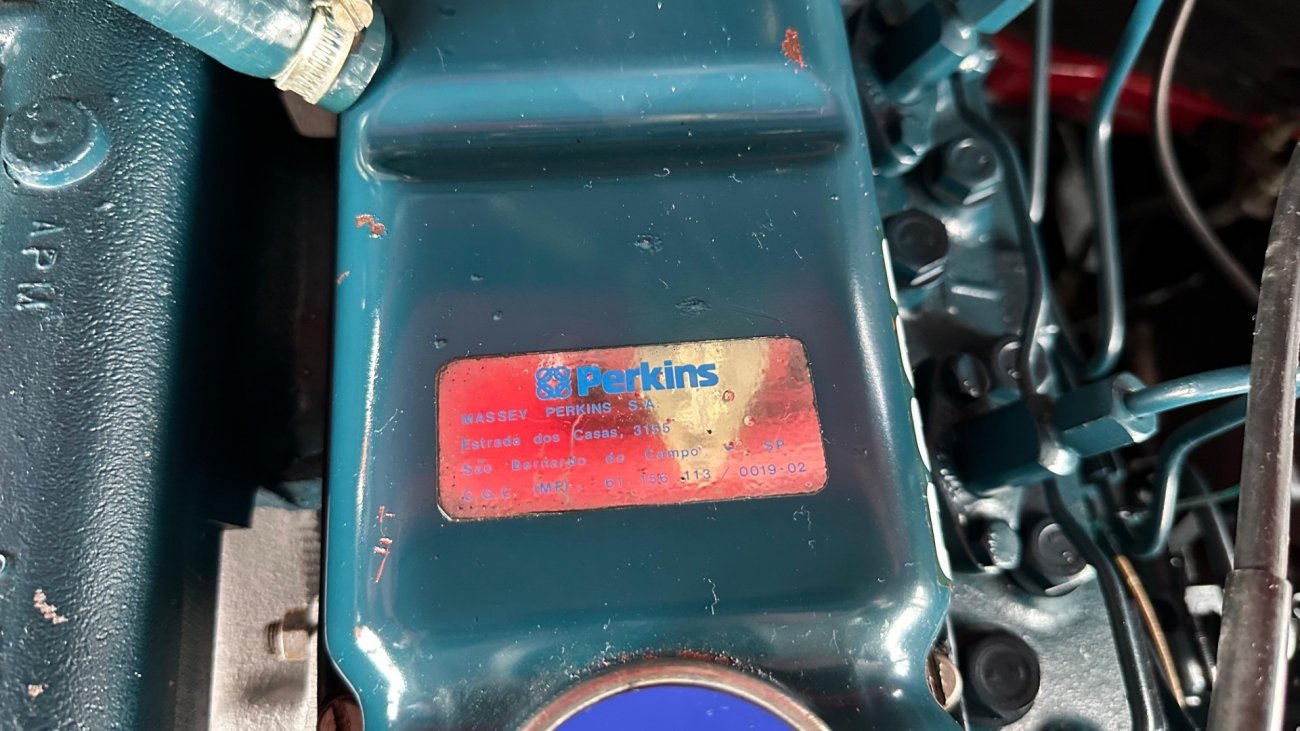 Perkins
MASSEY PERKINS S.A.
Estrada dos Casas, 3155
São Bernardo do Campo SP
C.G.C. (MF) 61 156 113 0019-02